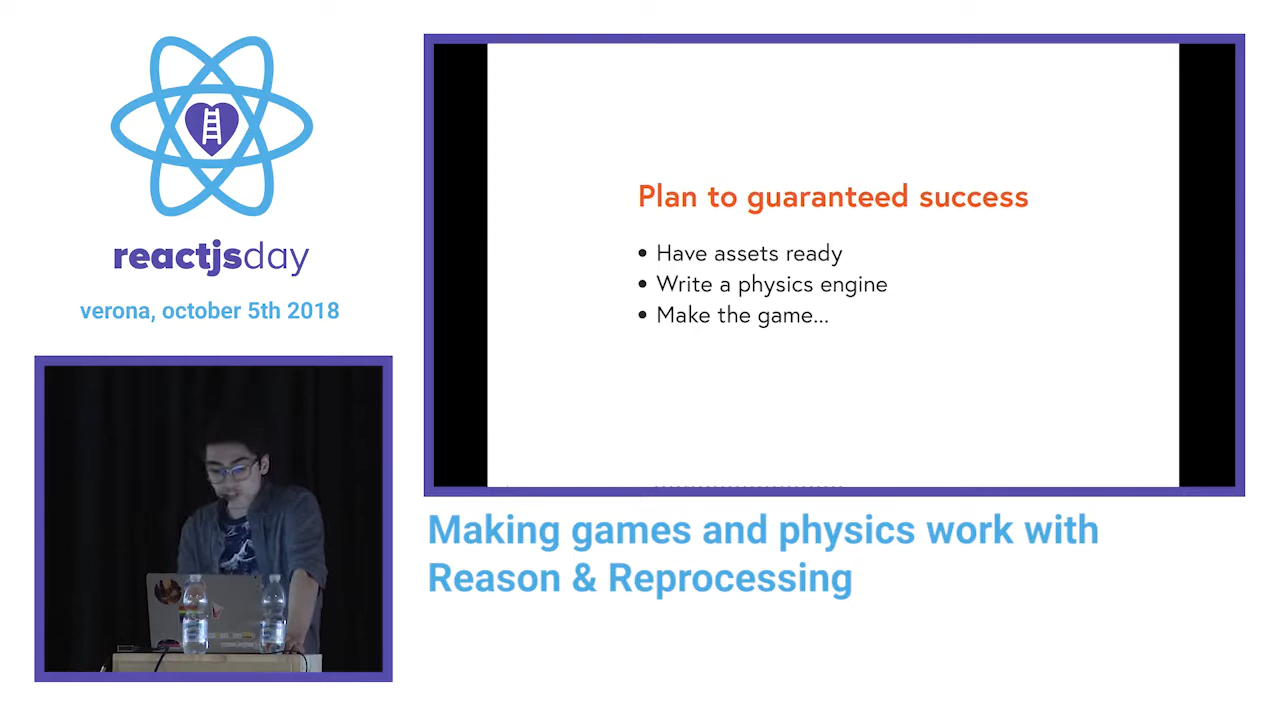 reactjsday
verona, october 5th 2018
Plan to guaranteed success
• Have assets ready
• Write a physics engine
• Make the game...
Making games and physics work with
Reason & Reprocessing